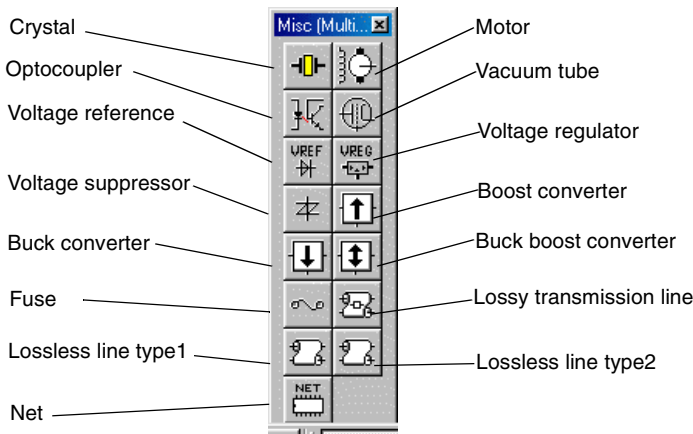 Misc (Multi...
Crystal
Motor
Optocoupler
Vacuum tube
Voltage reference
VREF
VREG
Voltage regulator
Voltage suppressor
Boost converter
Buck converter
Buck boost converter
Fuse
Lossy transmission line
Lossless line type1
Lossless line type2
NET
Net